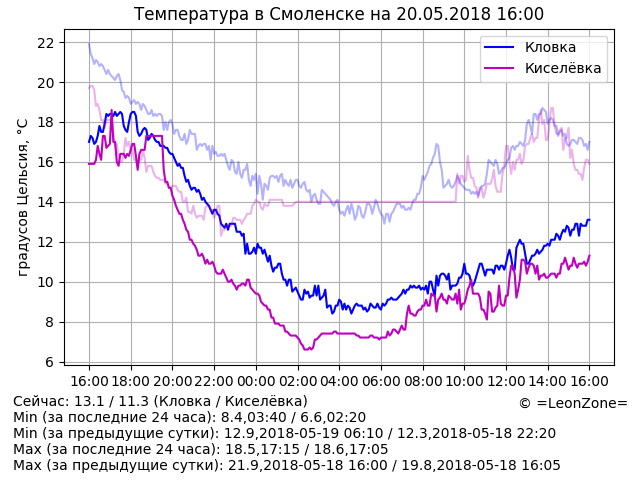 Температура в Смоленске на 20.05.2018 16:00
градусов Цельсия, °C
22
20
18
16
14
12
10
8
6
Кловка
Киселёвка
16:00 18:00 20:00 22:00 00:00 02:00 04:00 06:00 08:00 10:00 12:00 14:00 16:00
Сейчас: 13.1 / 11.3 (Кловка / Киселёвка)
© =LeonZone=
Min (за последние 24 часа): 8.4,03:40 / 6.6,02:20
Min (за предыдущие сутки): 12.9,2018-05-19 06:10 / 12.3,2018-05-18 22:20
Max (за последние 24 часа): 18.5,17:15 / 18.6,17:05
Max (за предыдущие сутки): 21.9,2018-05-18 16:00 / 19.8,2018-05-18 16:05